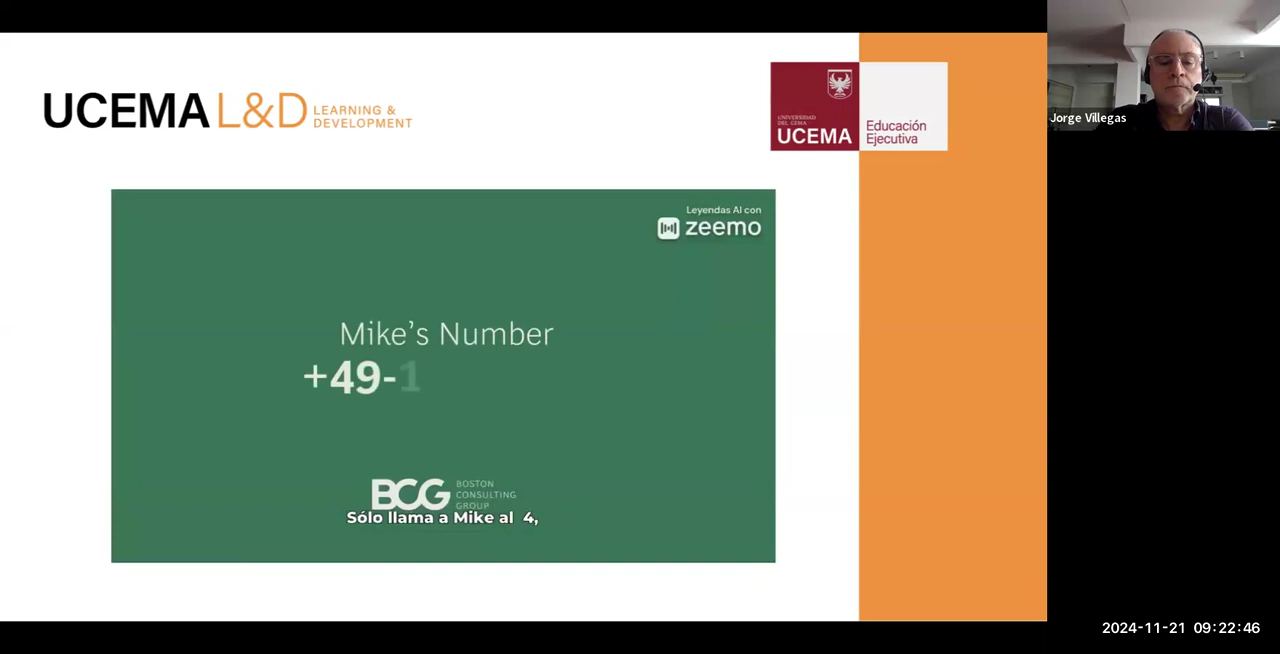 UCEMA L&D LEARNING &
DEVELOPMENT
UNIVERSIDAD
DEL CEMA
UCEMA
Educación
Ejecutiva
Jorge Villegas
Leyendas AI con
zeemo
Mike's Number
+49-1
BCG BOSTON
CONSULTING
GROUP
Sólo llama a Mike al 4,
2024-11-21 09:22:46